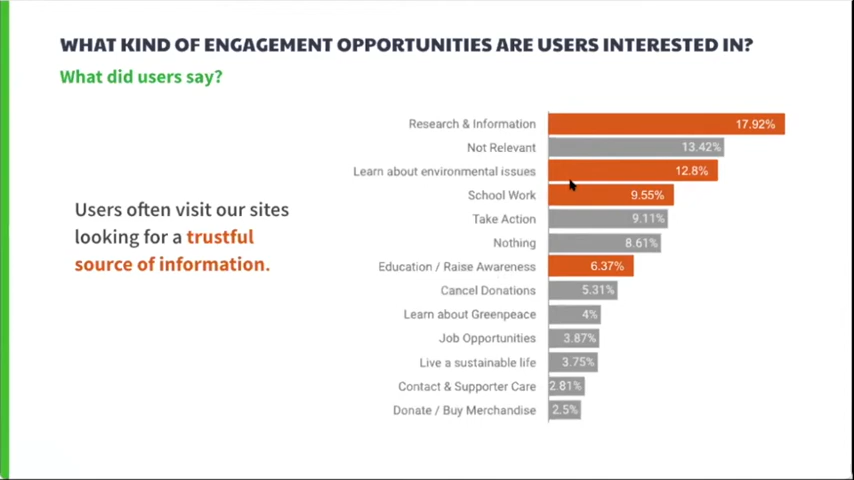 WHAT KIND OF ENGAGEMENT OPPORTUNITIES ARE USERS INTERESTED IN?
What did users say?
Users often visit our sites
looking for a trustful
source of information.
Research & Information 17.92%
Not Relevant 13.42%
Learn about environmental issues 12.8%
School Work 9.55%
Take Action 9.11%
Nothing 8.61%
Education / Raise Awareness 6.37%
Cancel Donations 5.31%
Learn about Greenpeace 4%
Job Opportunities 3.87%
Live a sustainable life 3.75%
Contact & Supporter Care 2.81%
Donate / Buy Merchandise 2.5%